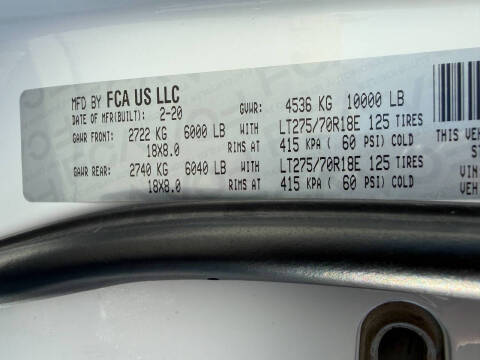 MFD BY FCA US LLC
DATE OF MFR(BUILT): 2-20 GVWR: 4536 KG 10000 LB
GAWR FRONT: 2722 KG 6000 LB WITH LT275/70R18E 125 TIRES
18X8.0 RIMS AT 415 KPA ( 60 PSI) COLD
GAWR REAR: 2740 KG 6040 LB WITH LT275/70R18E 125 TIRES
18X8.0 RIMS AT 415 KPA ( 60 PSI) COLD
THIS VEH
ST
VIN
VEH